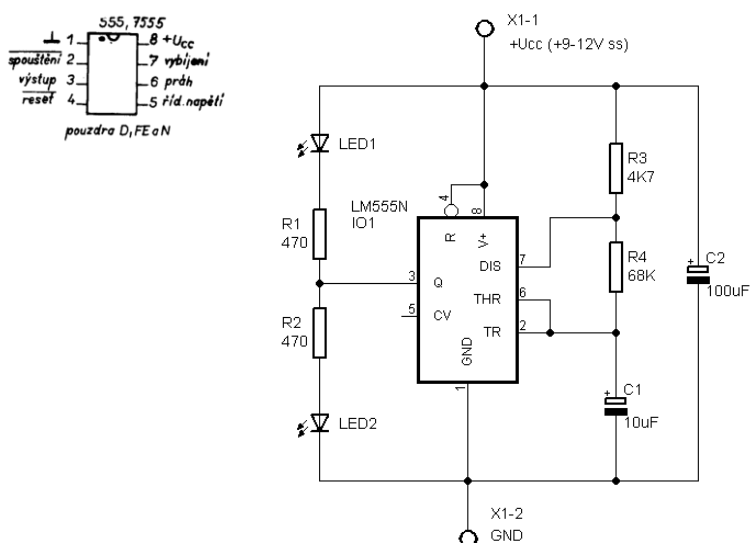 555, 7555
1 8 +Ucc
spouštění 2 7 vybíjení
výstup 3 6 práh
reset 4 5 říd. napětí
pouzdra D, FE a N
X1-1
+Ucc (+9-12V ss)
LED1
R3
4K7
LM555N
IO1
4
8
R1
470
R
V+
7
DIS
R4
68K
C2
+
100uF
3
Q
6
THR
5
CV
R2
470
2
TR
GND
1
C1
+
10uF
LED2
X1-2
GND